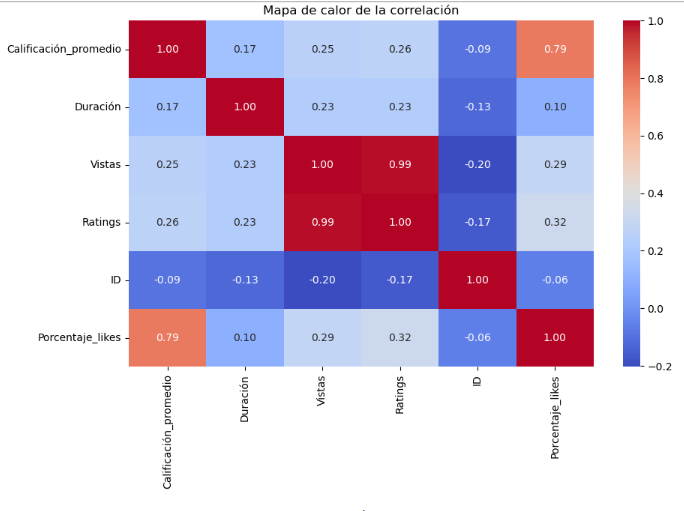 Mapa de calor de la correlación
Calificación_promedio 1.00 0.17 0.25 0.26 -0.09 0.79
Duración 0.17 1.00 0.23 0.23 -0.13 0.10
Vistas 0.25 0.23 1.00 0.99 -0.20 0.29
Ratings 0.26 0.23 0.99 1.00 -0.17 0.32
ID -0.09 -0.13 -0.20 -0.17 1.00 -0.06
Porcentaje_likes 0.79 0.10 0.29 0.32 -0.06 1.00
Calificación_promedio
Duración
Vistas
Ratings
ID
Porcentaje_likes
1.0
0.8
0.6
0.4
0.2
0.0
−0.2